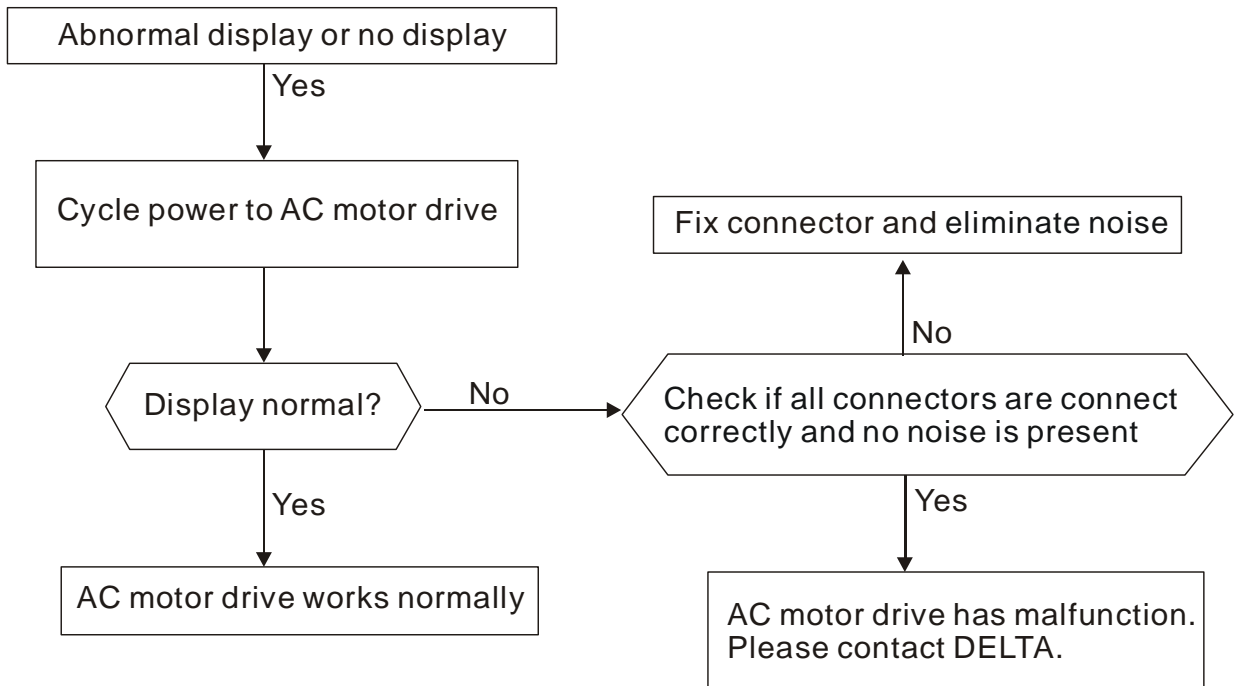 Abnormal display or no display
Yes
Cycle power to AC motor drive
Fix connector and eliminate noise
No
Display normal?
No
Check if all connectors are connect
correctly and no noise is present
Yes
Yes
AC motor drive works normally
AC motor drive has malfunction.
Please contact DELTA.